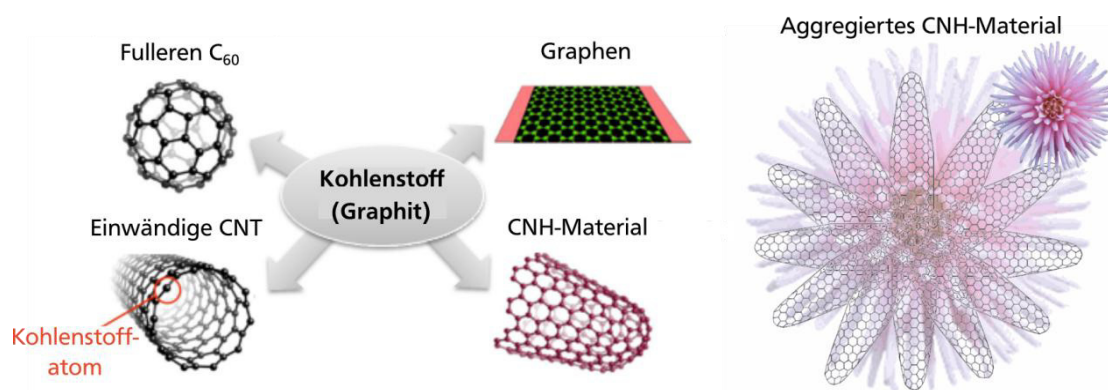 Fulleren C₆₀
Graphen
Aggregiertes CNH-Material
Kohlenstoff
(Graphit)
Einwändige CNT
CNH-Material
Kohlenstoff-
atom